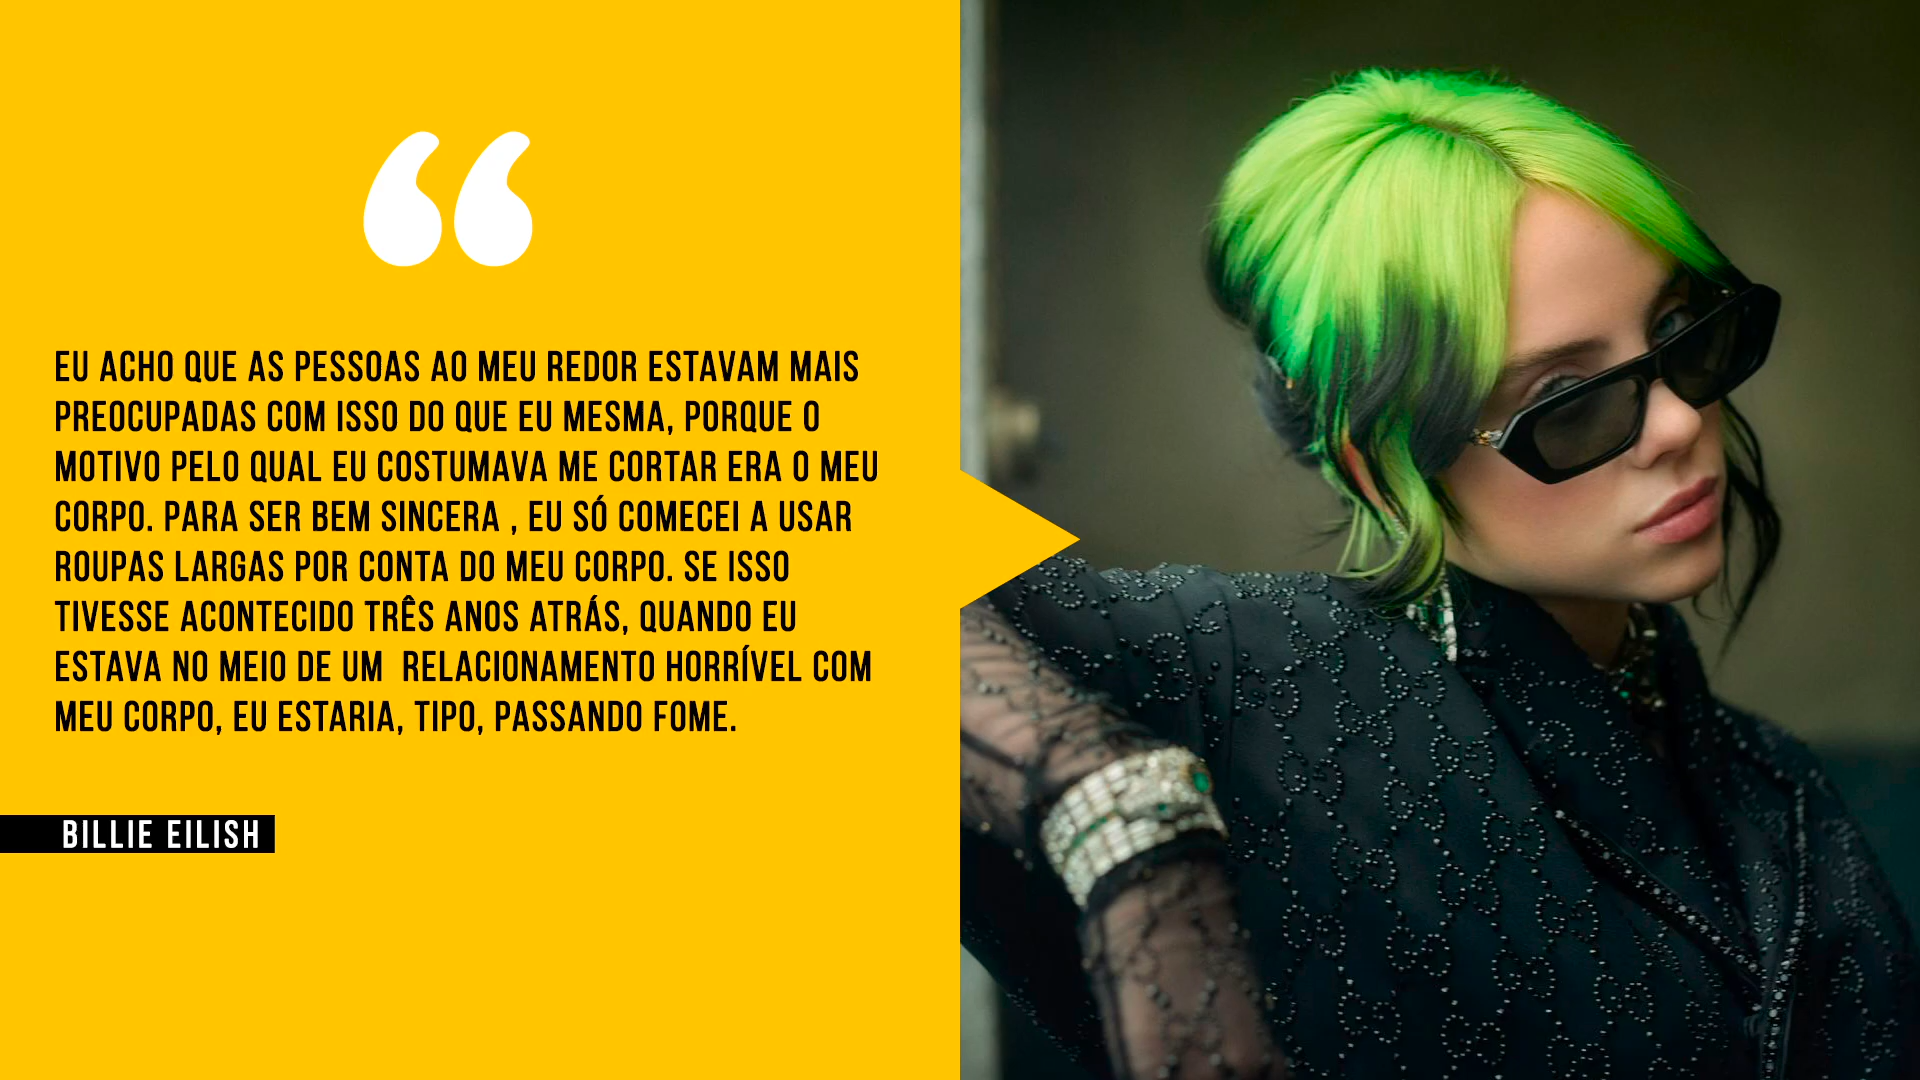 “
EU ACHO QUE AS PESSOAS AO MEU REDOR ESTAVAM MAIS
PREOCUPADAS COM ISSO DO QUE EU MESMA, PORQUE O
MOTIVO PELO QUAL EU COSTUMAVA ME CORTAR ERA O MEU
CORPO. PARA SER BEM SINCERA , EU SÓ COMECEI A USAR
ROUPAS LARGAS POR CONTA DO MEU CORPO. SE ISSO
TIVESSE ACONTECIDO TRÊS ANOS ATRÁS, QUANDO EU
ESTAVA NO MEIO DE UM  RELACIONAMENTO HORRÍVEL COM
MEU CORPO, EU ESTARIA, TIPO, PASSANDO FOME.
BILLIE EILISH